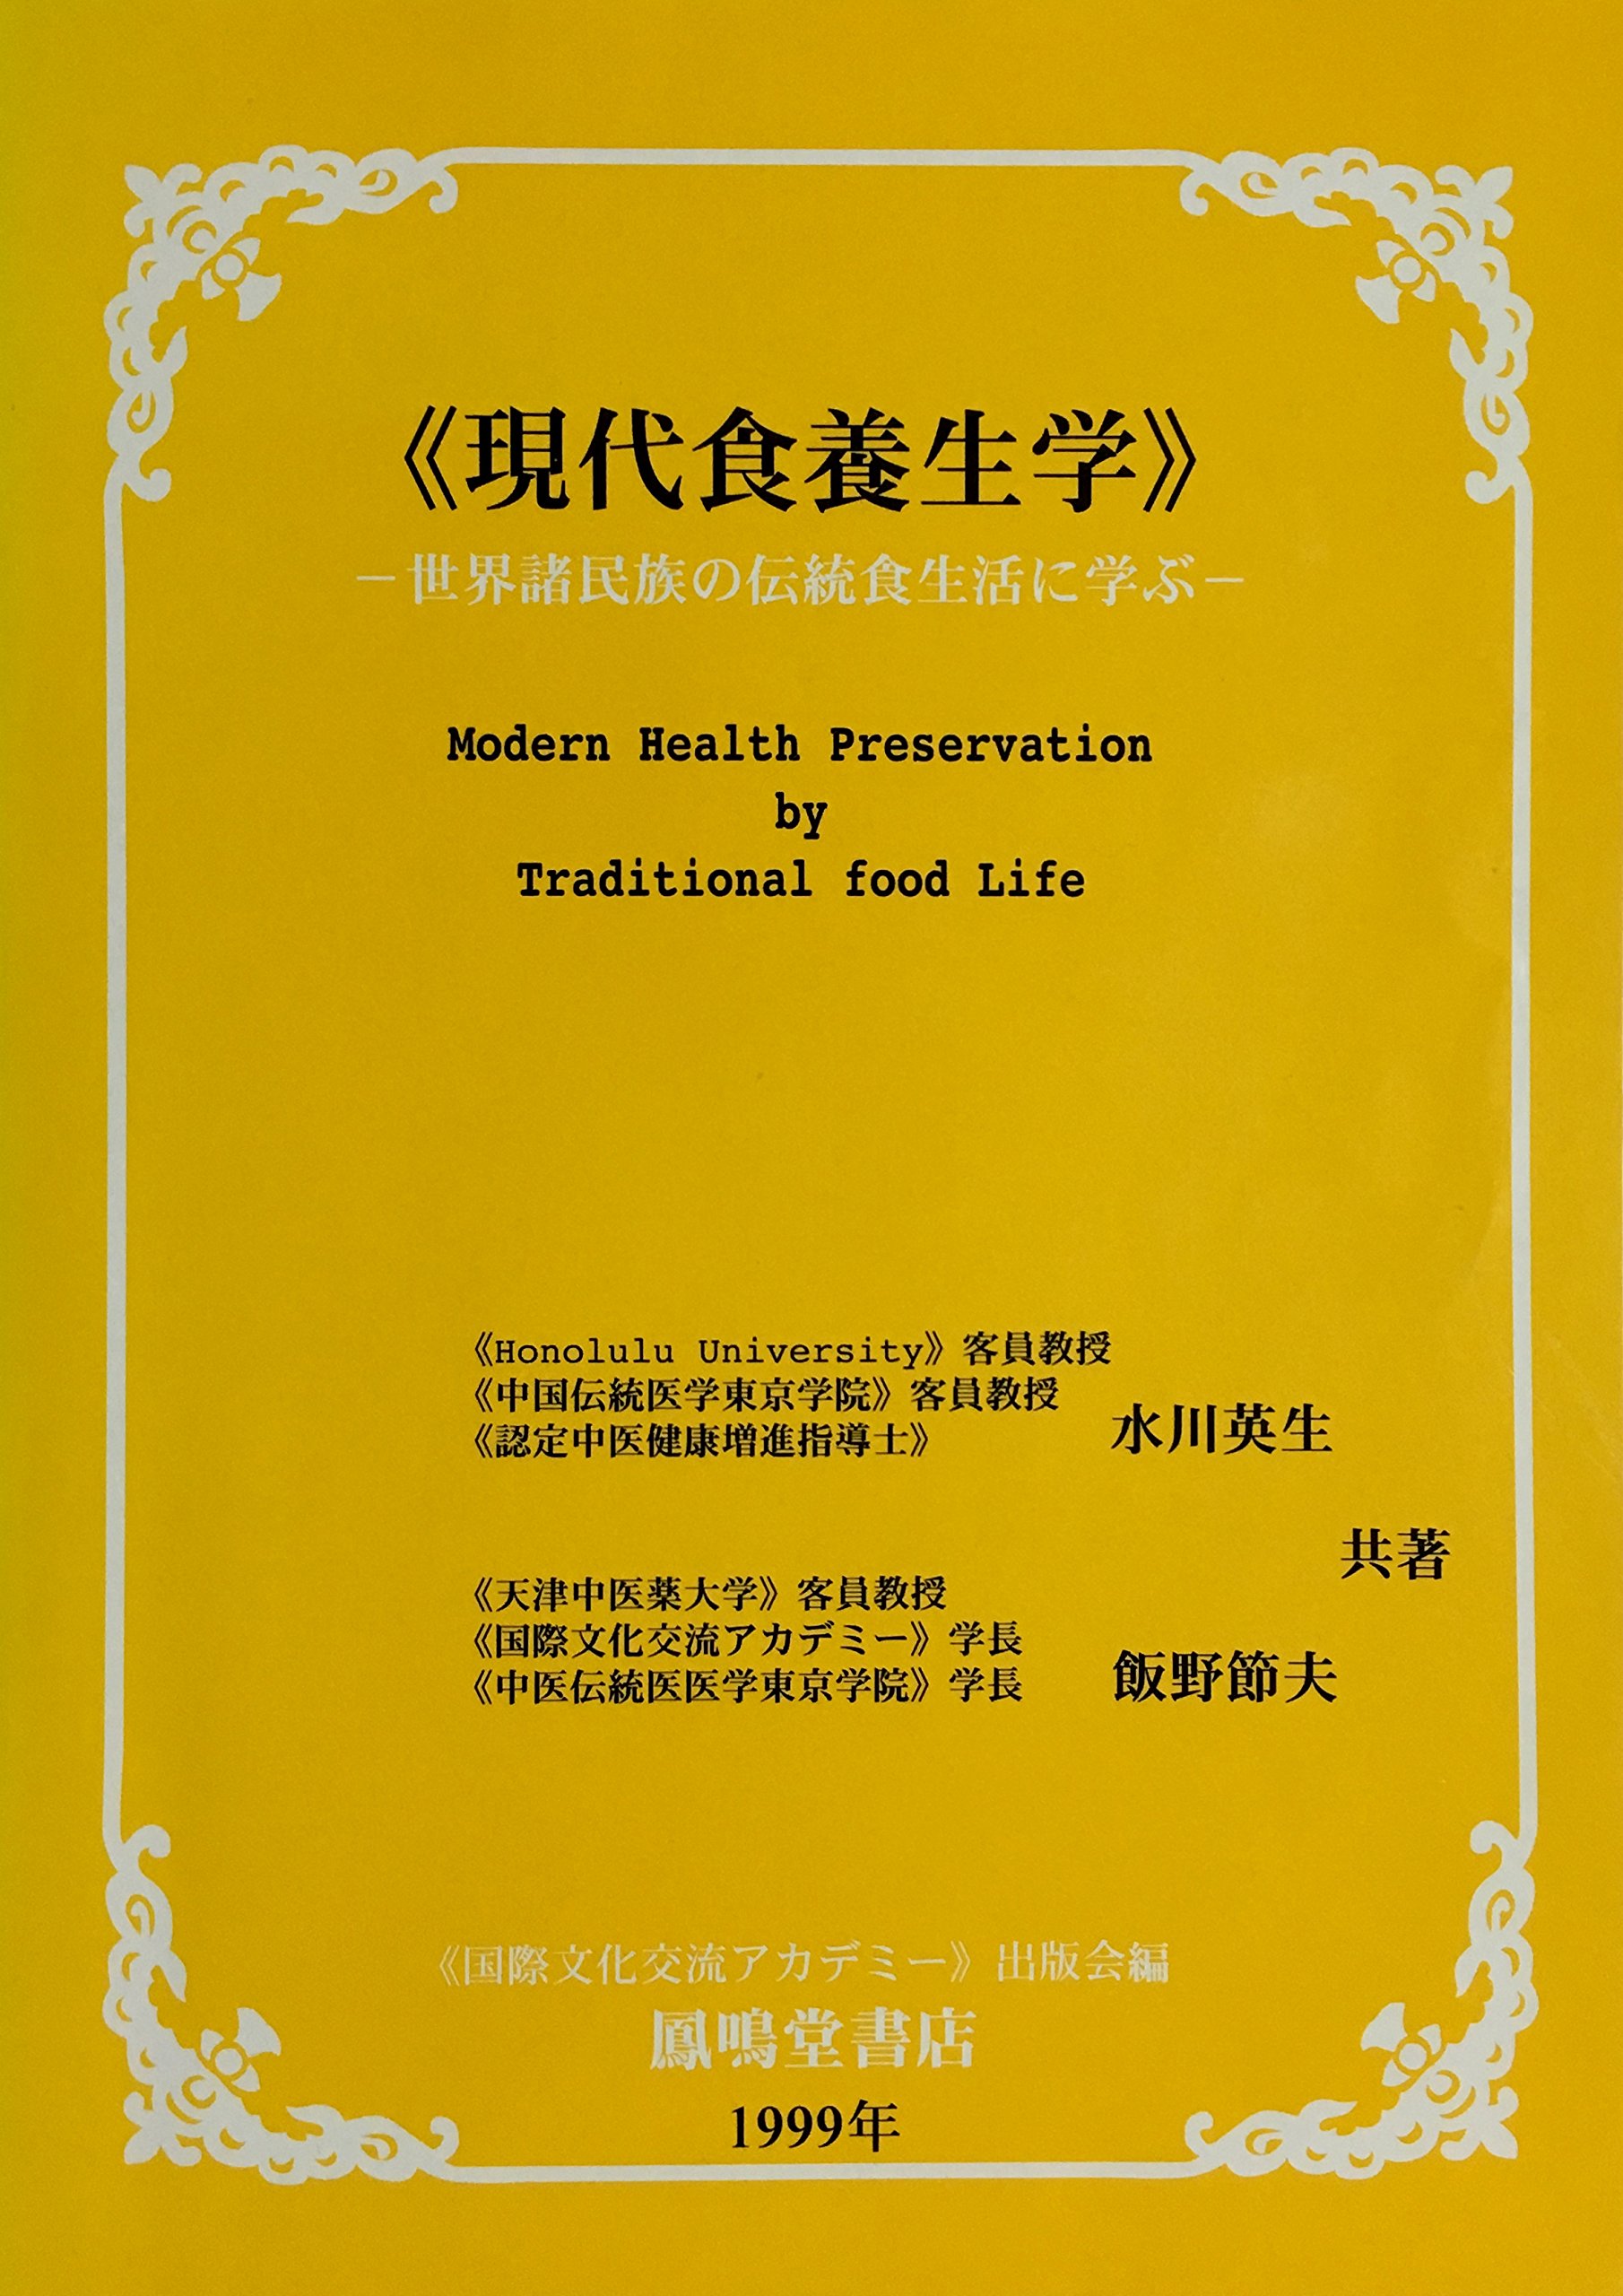 《現代食養生学》
－世界諸民族の伝統食生活に学ぶ－
Modern Health Preservation
by
Traditional food Life
《Honolulu University》客員教授
《中国伝統医学東京学院》客員教授
《認定中医健康増進指導士》
水川英生
共著
《天津中医薬大学》客員教授
《国際文化交流アカデミー》学長
《中医伝統医医学東京学院》学長
飯野節夫
《国際文化交流アカデミー》出版会編
鳳鳴堂書店
1999年